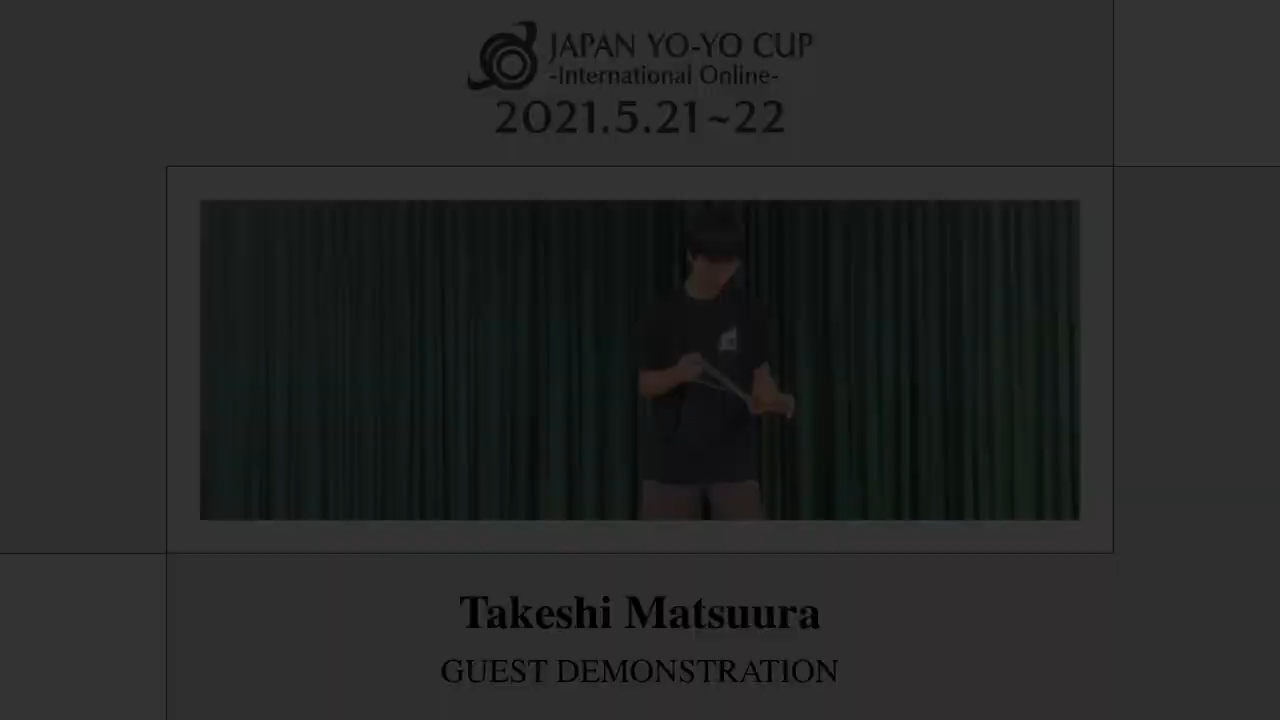 JAPAN YO-YO CUP
-International Online-
2021.5.21~22
Takeshi Matsuura
GUEST DEMONSTRATION